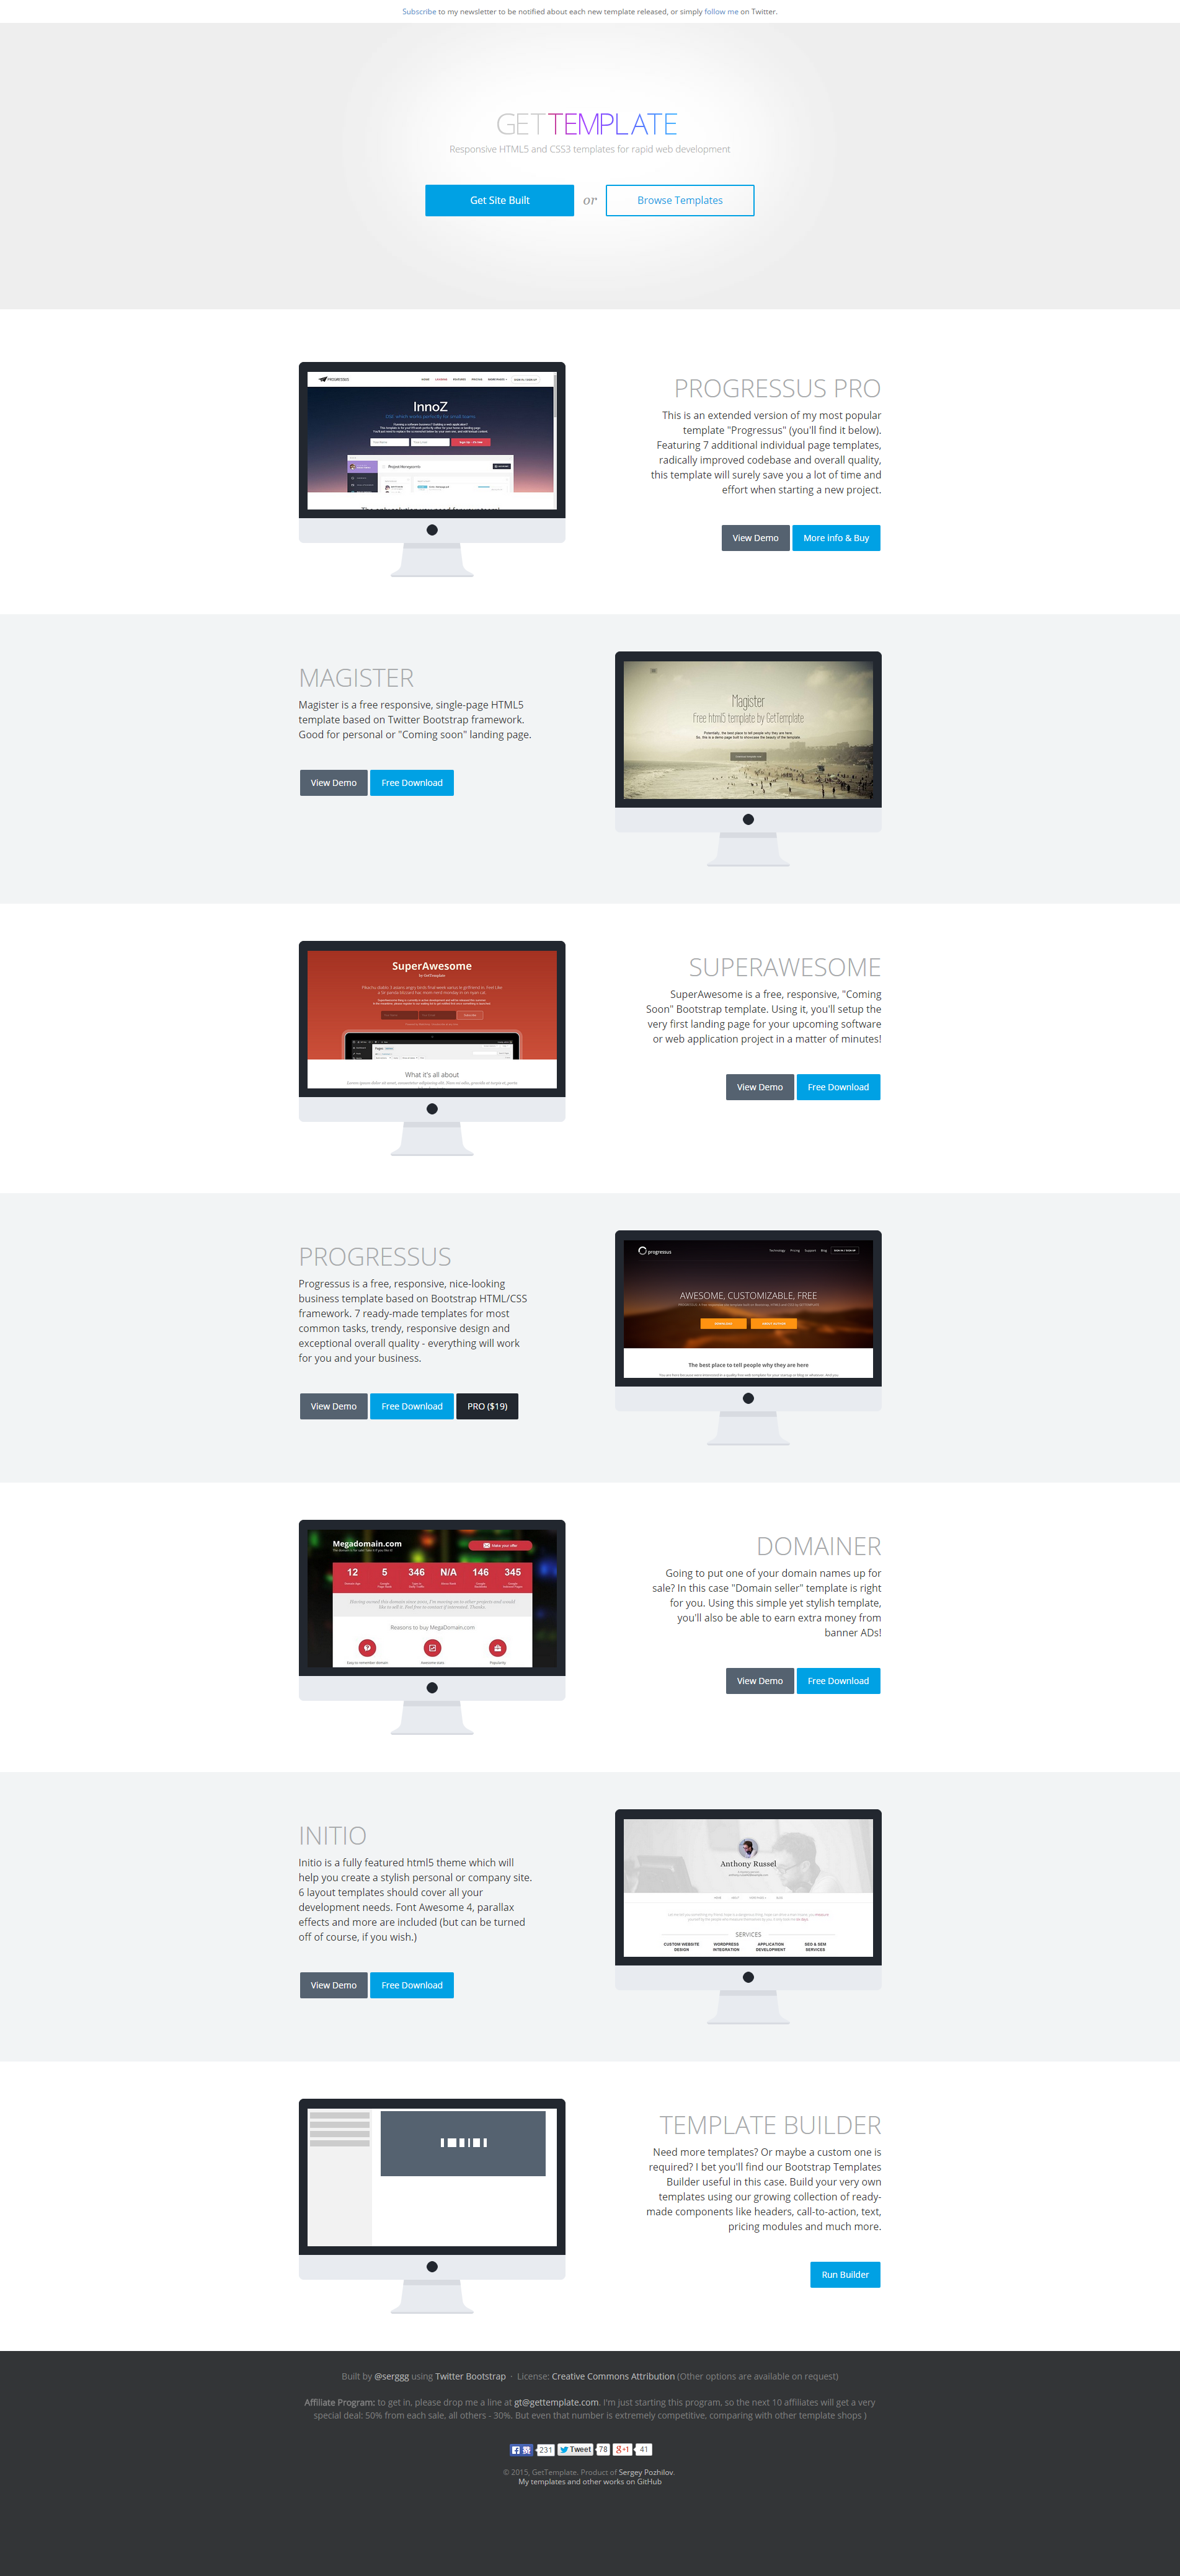 Subscribe to my newsletter to be notified about each new template released, or simply follow me on Twitter.
GETTEMPLATE
Responsive HTML5 and CSS3 templates for rapid web development
Get Site Built or Browse Templates
PROGRESSUS
InnoZ
PROGRESSUS PRO
This is an extended version of my most popular
template "Progressus" (you'll find it below).
Featuring 7 additional individual page templates,
radically improved codebase and overall quality,
this template will surely save you a lot of time and
effort when starting a new project.
View Demo More info & Buy
MAGISTER
Magister is a free responsive, single-page HTML5
template based on Twitter Bootstrap framework.
Good for personal or "Coming soon" landing page.
View Demo Free Download
Magister
Free html5 template by GetTemplate
SuperAwesome
by GetTemplate
What it's all about
SUPERAWESOME
SuperAwesome is a free, responsive, "Coming
Soon" Bootstrap template. Using it, you'll setup the
very first landing page for your upcoming software
or web application project in a matter of minutes!
View Demo Free Download
PROGRESSUS
Progressus is a free, responsive, nice-looking
business template based on Bootstrap HTML/CSS
framework. 7 ready-made templates for most
common tasks, trendy, responsive design and
exceptional overall quality - everything will work
for you and your business.
View Demo Free Download PRO ($19)
progressus
Technology Pricing Support Blog
AWESOME, CUSTOMIZABLE, FREE
The best place to tell people why they are here
Megadomain.com
Make your offer
12 5 346 N/A 146 345
Reasons to buy MegaDomain.com
Easy to remember domain Awesome stats Popularity
DOMAINER
Going to put one of your domain names up for
sale? In this case "Domain seller" template is right
for you. Using this simple yet stylish template,
you'll also be able to earn extra money from
banner ADs!
View Demo Free Download
INITIO
Initio is a fully featured html5 theme which will
help you create a stylish personal or company site.
6 layout templates should cover all your
development needs. Font Awesome 4, parallax
effects and more are included (but can be turned
off of course, if you wish.)
View Demo Free Download
Anthony Russel
SERVICES
CUSTOM WEBSITE DESIGN
WORDPRESS INTEGRATION
APPLICATION DEVELOPMENT
SEO & SEM SERVICES
TEMPLATE BUILDER
Need more templates? Or maybe a custom one is
required? I bet you'll find our Bootstrap Templates
Builder useful in this case. Build your very own
templates using our growing collection of ready-
made components like headers, call-to-action, text,
pricing modules and much more.
Run Builder
Built by @serggg using Twitter Bootstrap · License: Creative Commons Attribution (Other options are available on request)
Affiliate Program: to get in, please drop me a line at gt@gettemplate.com. I'm just starting this program, so the next 10 affiliates will get a very
special deal: 50% from each sale, all others - 30%. But even that number is extremely competitive, comparing with other template shops )
231 Tweet 78 +1 41
© 2015, GetTemplate. Product of Sergey Pozhilov.
My templates and other works on GitHub